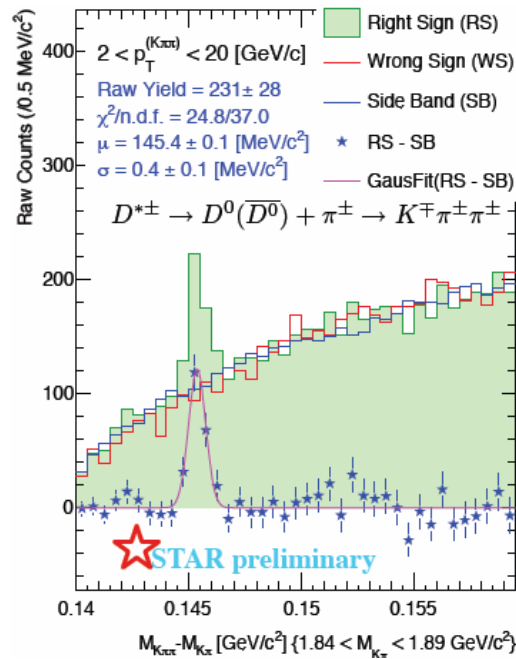 Raw Counts (/0.5 MeV/c²)
400
300
200
100
0
2 < p_T^(Kππ) < 20 [GeV/c]
Raw Yield = 231± 28
χ²/n.d.f. = 24.8/37.0
μ = 145.4 ± 0.1 [MeV/c²]
σ = 0.4 ± 0.1 [MeV/c²]
Right Sign (RS)
Wrong Sign (WS)
Side Band (SB)
RS - SB
GausFit(RS - SB)
D*± → D⁰(D̅⁰) + π± → K∓π±π±
STAR preliminary
0.14 0.145 0.15 0.155
M_Kππ-M_Kπ [GeV/c²] {1.84 < M_Kπ < 1.89 GeV/c²}